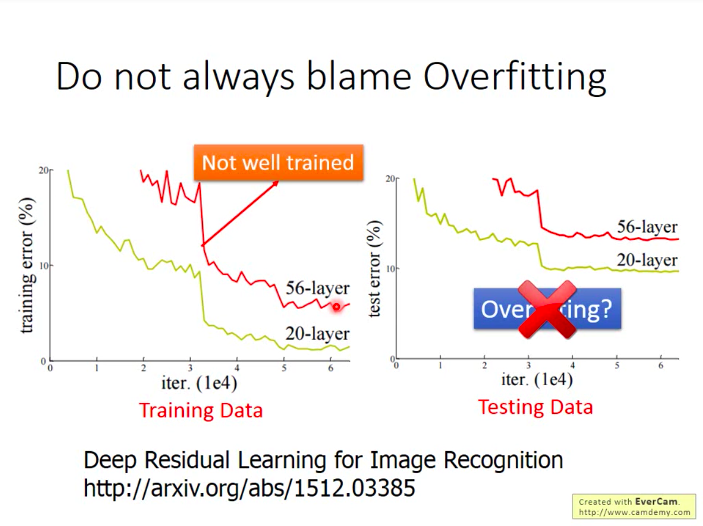 Do not always blame Overfitting
Not well trained
training error (%)
20
10
0
56-layer
20-layer
0 1 2 3 4 5 6
iter. (1e4)
Training Data
test error (%)
20
10
0
56-layer
20-layer
Overfitting?
0 1 2 3 4 5 6
iter. (1e4)
Testing Data
Deep Residual Learning for Image Recognition
http://arxiv.org/abs/1512.03385
Created with EverCam.
http://www.camdemy.com